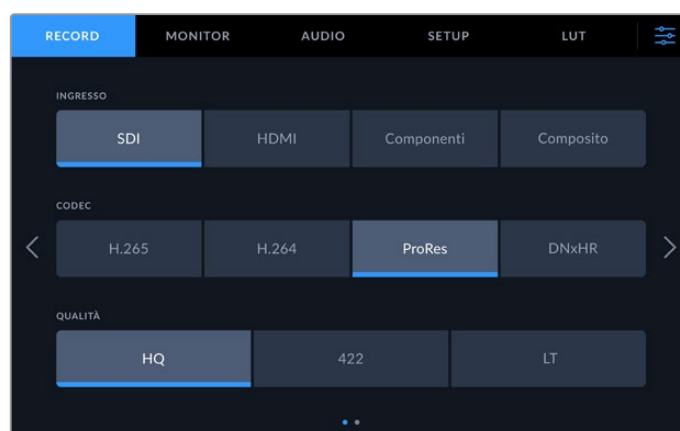 RECORD MONITOR AUDIO SETUP LUT
INGRESSO
SDI HDMI Componenti Composito
CODEC
H.265 H.264 ProRes DNxHR
QUALITÀ
HQ 422 LT